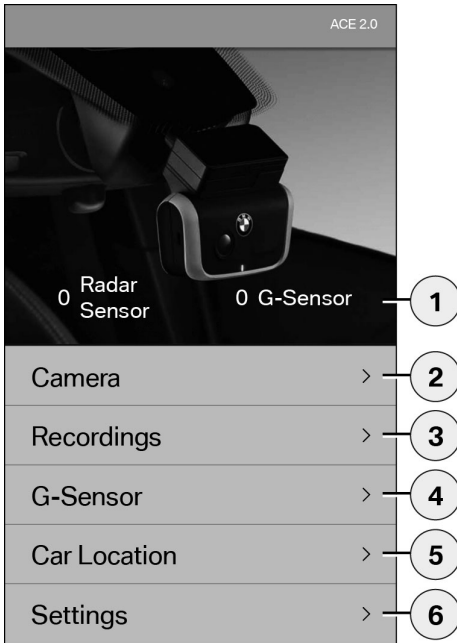 ACE 2.0
0 Radar Sensor 0 G-Sensor 1
Camera > 2
Recordings > 3
G-Sensor > 4
Car Location > 5
Settings > 6